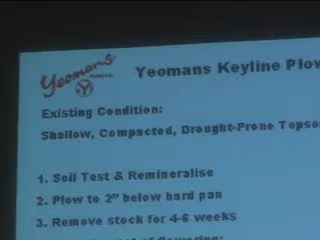 Yeomans
Yeomans Keyline Plow
Existing Condition:
Shallow, Compacted, Drought-Prone Topso
1. Soil Test & Remineralise
2. Plow to 2" below hard pan
3. Remove stock for 4-6 weeks